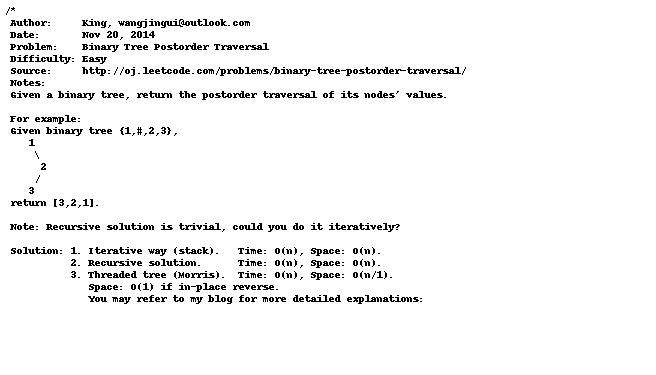 /*
Author: King, wangjingui@outlook.com
Date: Nov 20, 2014
Problem: Binary Tree Postorder Traversal
Difficulty: Easy
Source: http://oj.leetcode.com/problems/binary-tree-postorder-traversal/
Notes:
Given a binary tree, return the postorder traversal of its nodes' values.
For example:
Given binary tree {1,#,2,3},
1
\
2
/
3
return [3,2,1].
Note: Recursive solution is trivial, could you do it iteratively?
Solution: 1. Iterative way (stack). Time: O(n), Space: O(n).
2. Recursive solution. Time: O(n), Space: O(n).
3. Threaded tree (Morris). Time: O(n), Space: O(n/1).
Space: O(1) if in-place reverse.
You may refer to my blog for more detailed explanations: